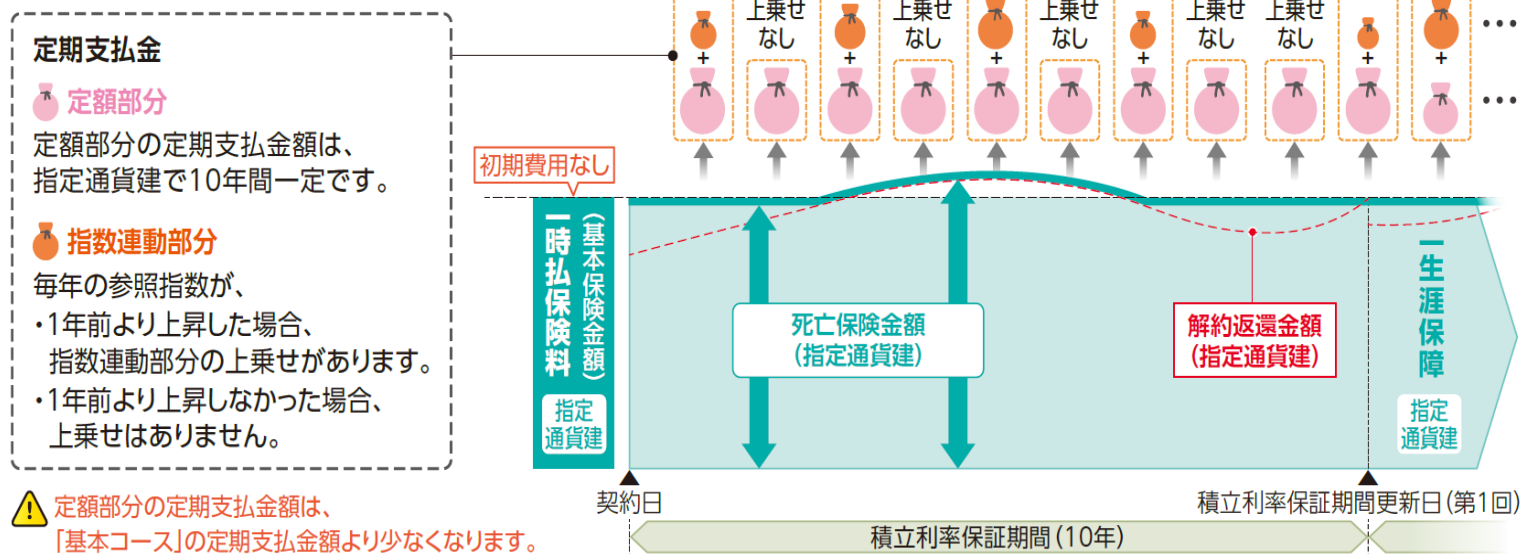 定期支払金
定額部分
定額部分の定期支払金額は、
指定通貨建で10年間一定です。
指数連動部分
毎年の参照指数が、
・1年前より上昇した場合、
指数連動部分の上乗せがあります。
・1年前より上昇しなかった場合、
上乗せはありません。
定額部分の定期支払金額は、
「基本コース」の定期支払金額より少なくなります。
上乗せ
なし
上乗せ
なし
上乗せ
なし
上乗せ
なし
上乗せ
なし
…
+
+
+
+
+
+
…
初期費用なし
一時払保険料
（基本保険金額）
指定
通貨建
死亡保険金額
（指定通貨建）
解約返還金額
（指定通貨建）
一生涯保障
指定
通貨建
契約日
積立利率保証期間更新日（第1回）
積立利率保証期間（10年）